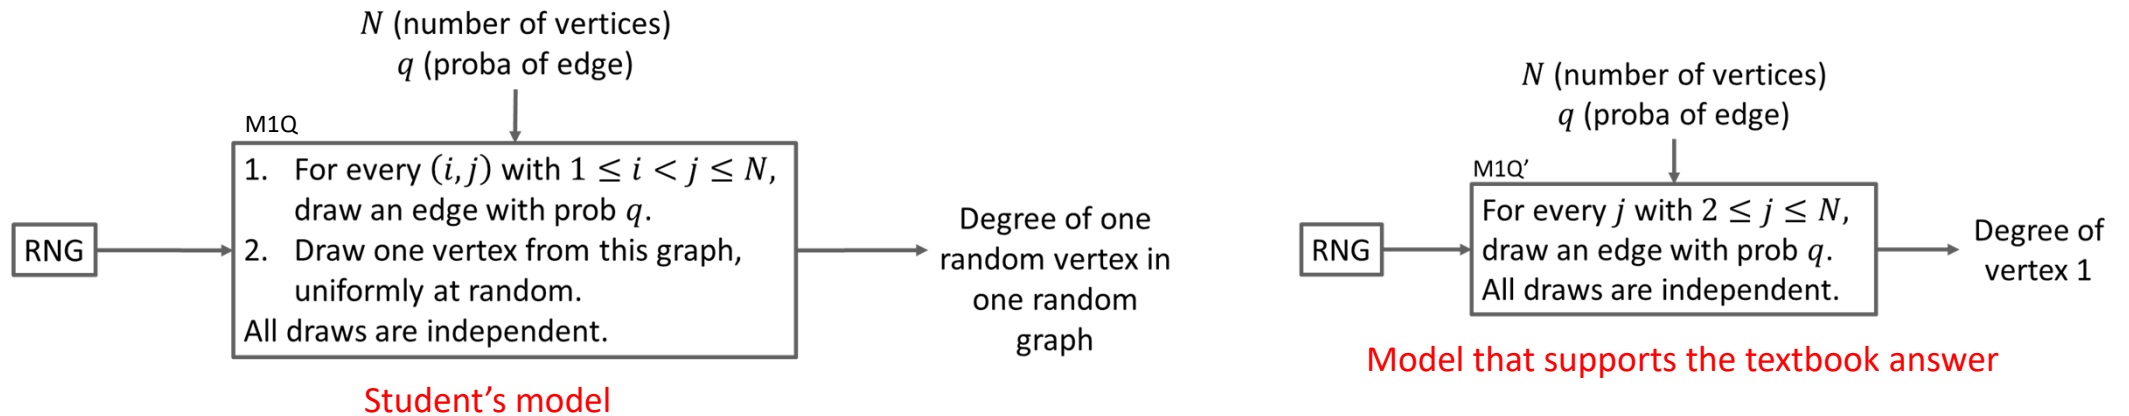 N (number of vertices)
q (proba of edge)
M1Q
RNG
1. For every (i, j) with 1 ≤ i < j ≤ N,
draw an edge with prob q.
2. Draw one vertex from this graph,
uniformly at random.
All draws are independent.
Degree of one
random vertex in
one random
graph
Student’s model
N (number of vertices)
q (proba of edge)
M1Q’
RNG
For every j with 2 ≤ j ≤ N,
draw an edge with prob q.
All draws are independent.
Degree of
vertex 1
Model that supports the textbook answer